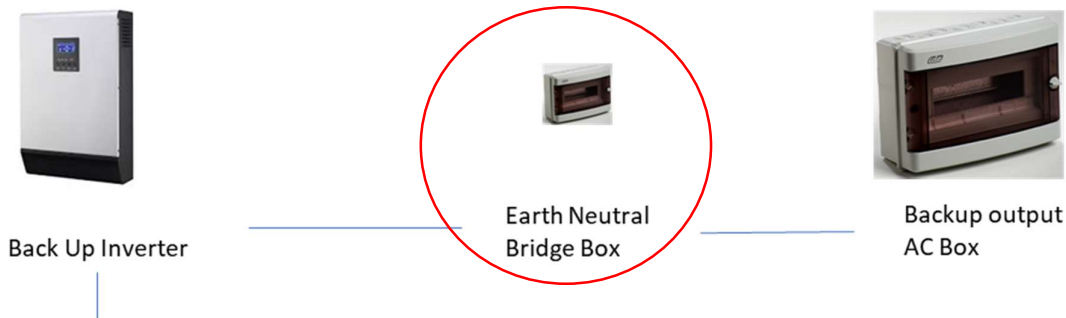 Back Up Inverter
Earth Neutral
Bridge Box
Backup output
AC Box